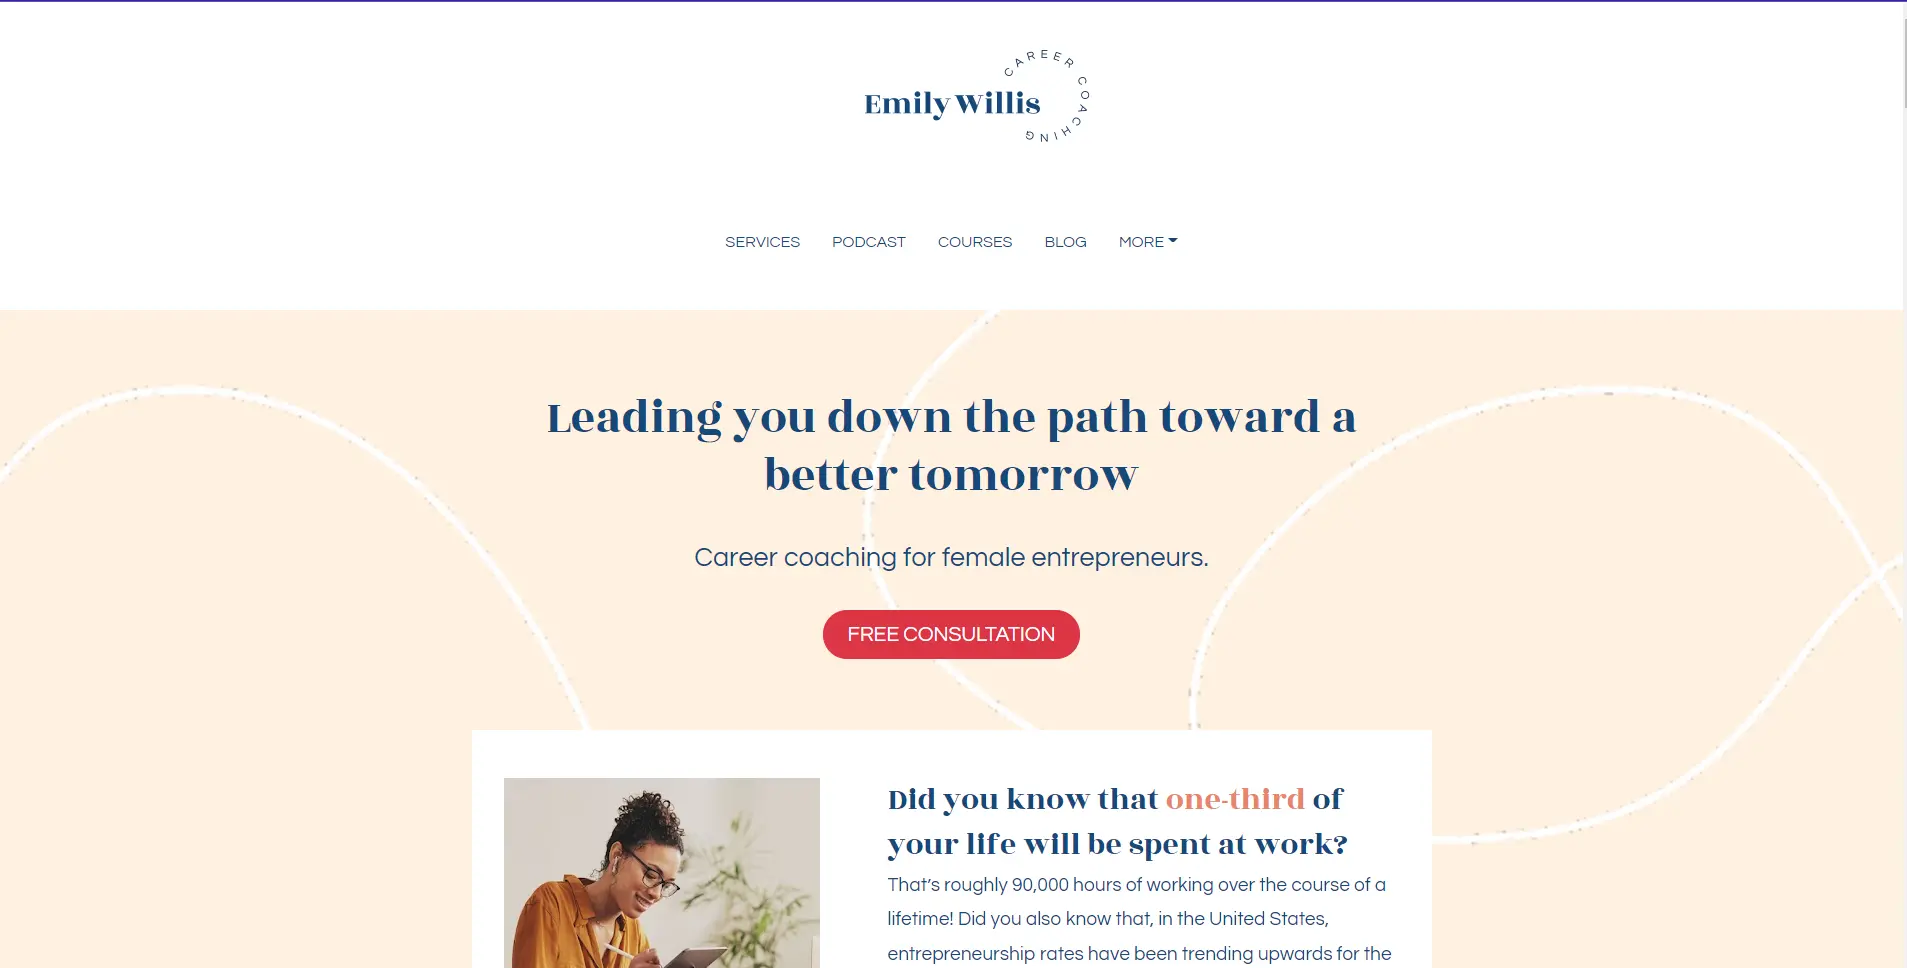 CAREER COACHING
Emily Willis
SERVICES PODCAST COURSES BLOG MORE
Leading you down the path toward a
better tomorrow
Career coaching for female entrepreneurs.
FREE CONSULTATION
Did you know that one-third of
your life will be spent at work?
That’s roughly 90,000 hours of working over the course of a
lifetime! Did you also know that, in the United States,
entrepreneurship rates have been trending upwards for the